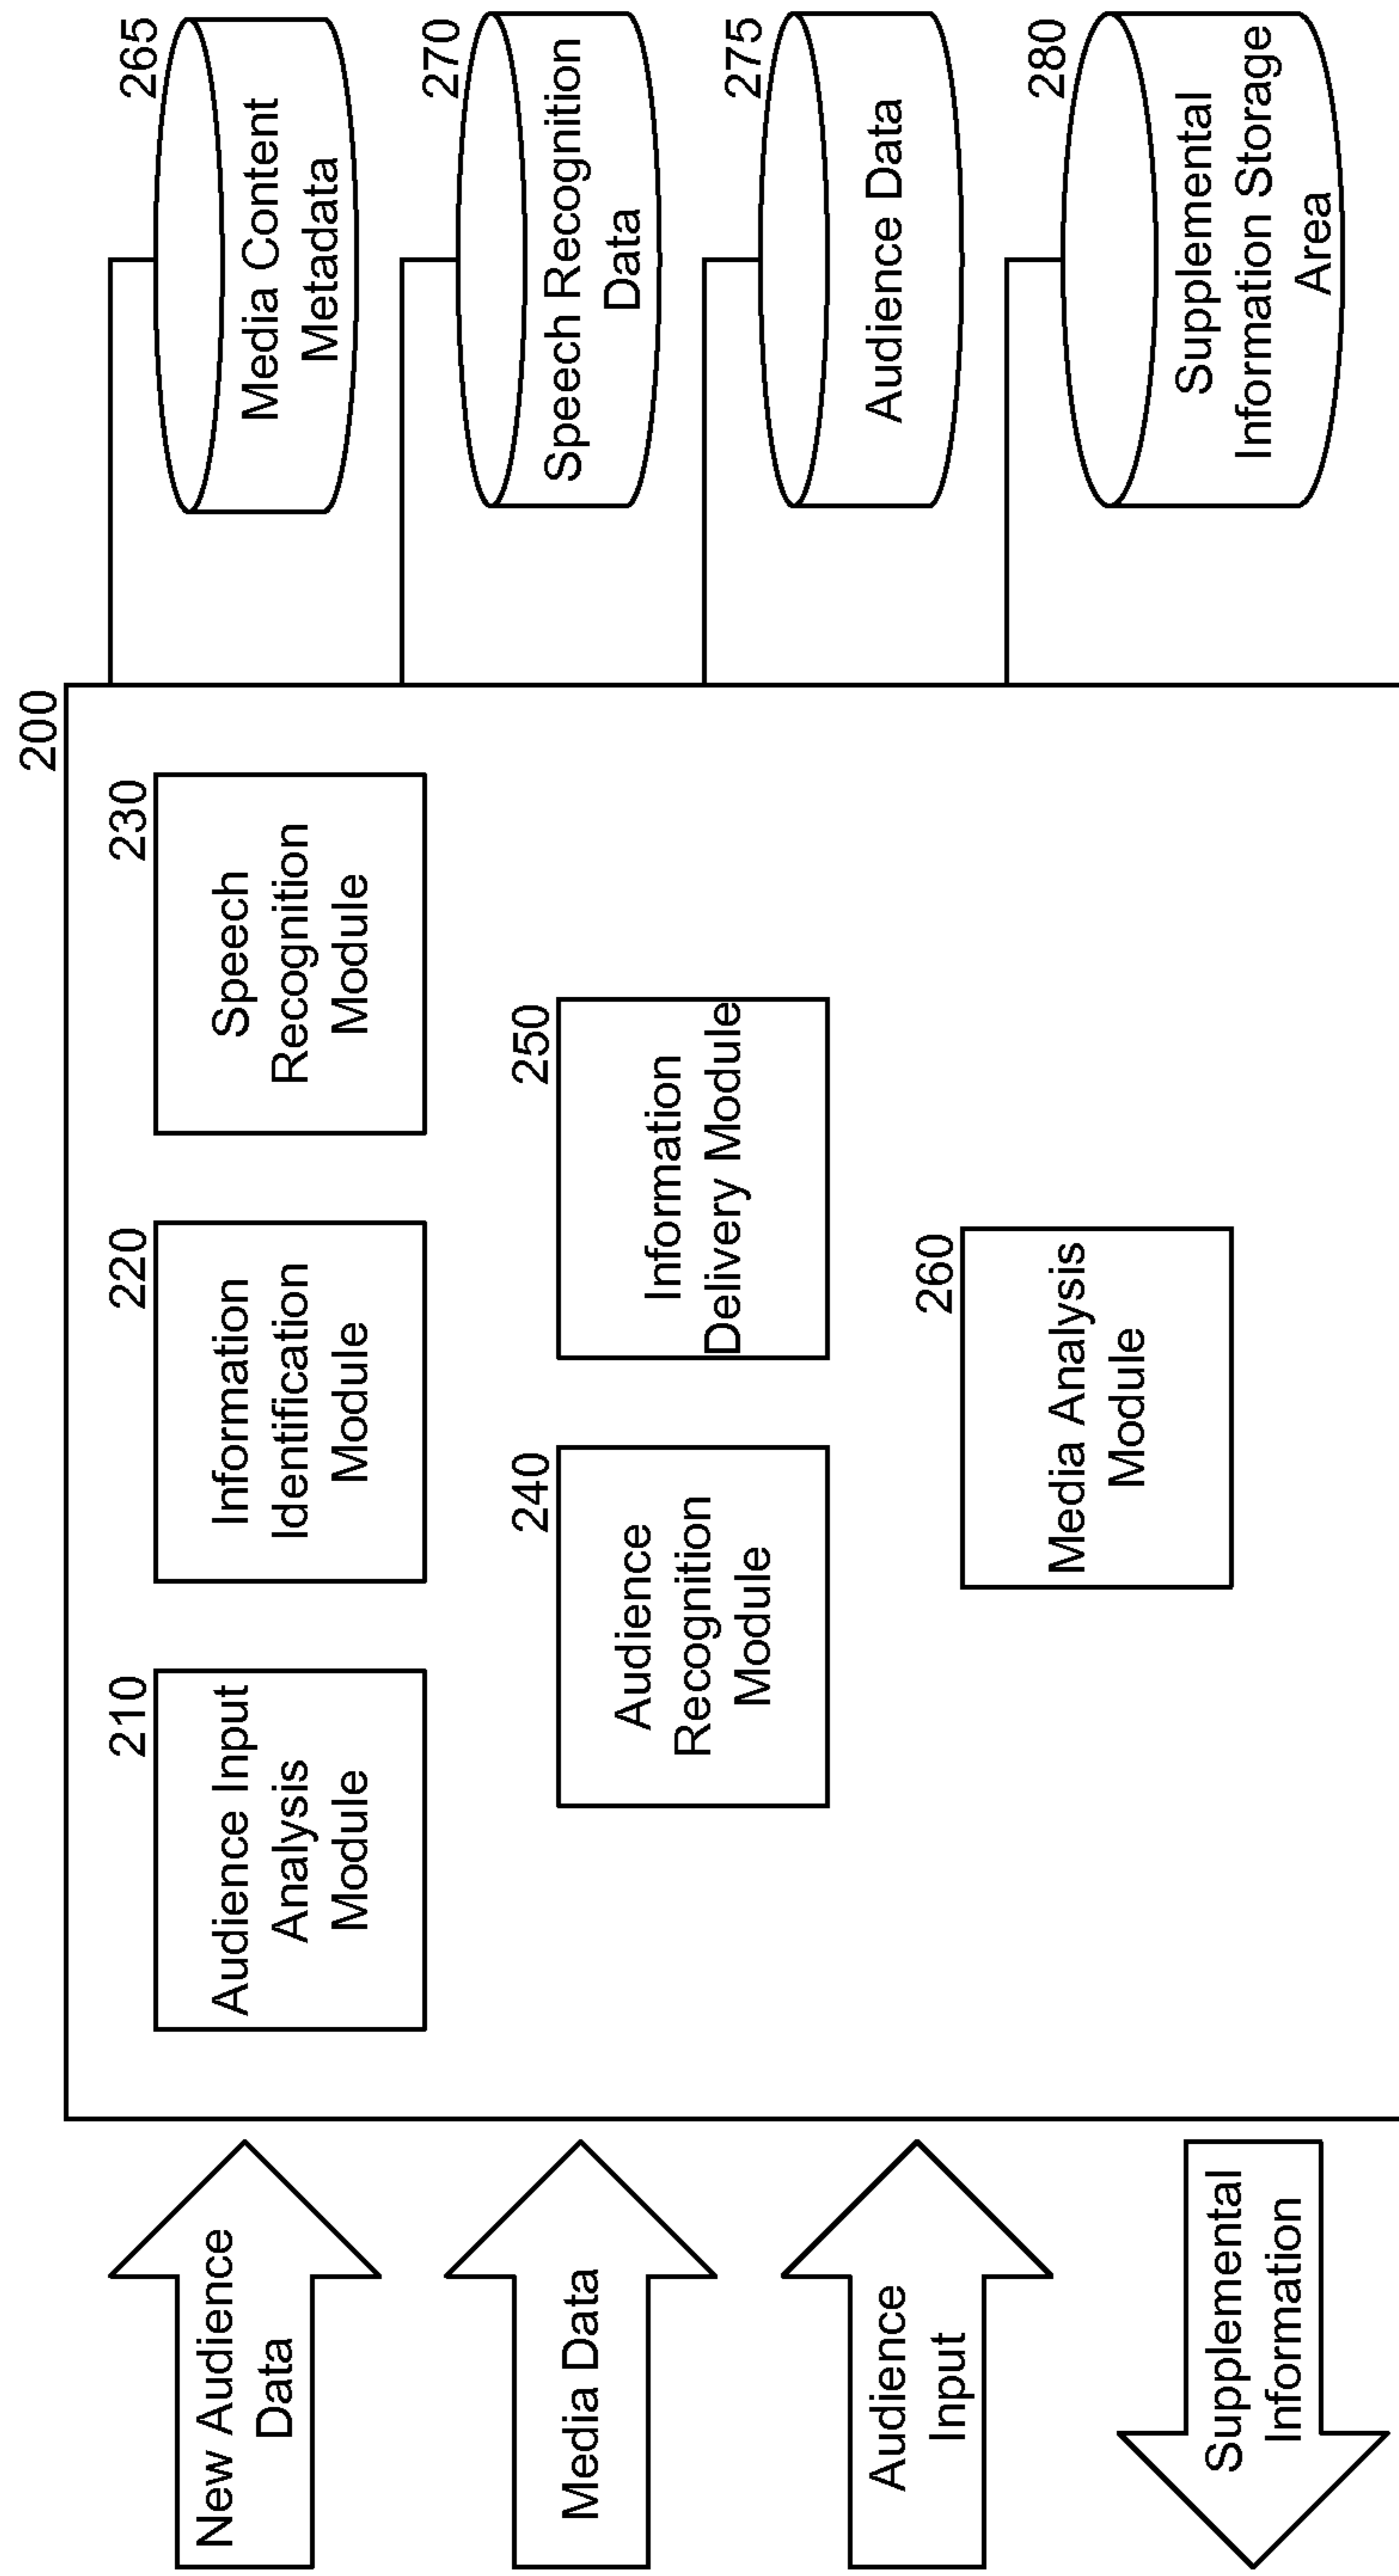 200
New Audience
Data
Media Data
Audience
Input
Supplemental
Information
210
Audience Input
Analysis
Module
220
Information
Identification
Module
230
Speech
Recognition
Module
240
Audience
Recognition
Module
250
Information
Delivery Module
260
Media Analysis
Module
265
Media Content
Metadata
270
Speech Recognition
Data
275
Audience Data
280
Supplemental
Information Storage
Area